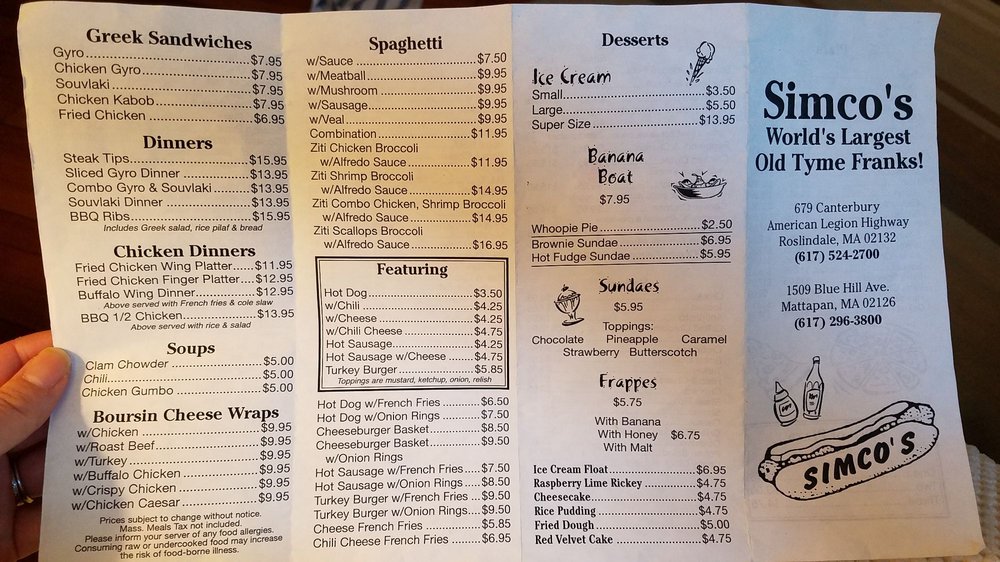 Greek Sandwiches
Gyro....$7.95
Chicken Gyro....$7.95
Souvlaki....$7.95
Chicken Kabob....$7.95
Fried Chicken....$6.95
Dinners
Steak Tips....$15.95
Sliced Gyro Dinner....$13.95
Combo Gyro & Souvlaki....$13.95
Souvlaki Dinner....$13.95
BBQ Ribs....$15.95
Includes Greek salad, rice pilaf & bread
Chicken Dinners
Fried Chicken Wing Platter....$11.95
Fried Chicken Finger Platter....$12.95
Buffalo Wing Dinner....$12.95
Above served with French fries & cole slaw
BBQ 1/2 Chicken....$13.95
Above served with rice & salad
Soups
Clam Chowder....$5.00
Chili....$5.00
Chicken Gumbo....$5.00
Boursin Cheese Wraps
w/Chicken....$9.95
w/Roast Beef....$9.95
w/Turkey....$9.95
w/Buffalo Chicken....$9.95
w/Crispy Chicken....$9.95
w/Chicken Caesar....$9.95
Prices subject to change without notice.
Mass. Meals Tax not included.
Please inform your server of any food allergies.
Consuming raw or undercooked food may increase
the risk of food-borne illness.
Spaghetti
w/Sauce....$7.50
w/Meatball....$9.95
w/Mushroom....$9.95
w/Sausage....$9.95
w/Veal....$9.95
Combination....$11.95
Ziti Chicken Broccoli
w/Alfredo Sauce....$11.95
Ziti Shrimp Broccoli
w/Alfredo Sauce....$14.95
Ziti Combo Chicken, Shrimp Broccoli
w/Alfredo Sauce....$14.95
Ziti Scallops Broccoli
w/Alfredo Sauce....$16.95
Featuring
Hot Dog....$3.50
w/Chili....$4.25
w/Cheese....$4.25
w/Chili Cheese....$4.75
Hot Sausage....$4.25
Hot Sausage w/Cheese....$4.75
Turkey Burger....$5.85
Toppings are mustard, ketchup, onion, relish
Hot Dog w/French Fries....$6.50
Hot Dog w/Onion Rings....$7.50
Cheeseburger Basket....$8.50
Cheeseburger Basket....$9.50
w/Onion Rings
Hot Sausage w/French Fries....$7.50
Hot Sausage w/Onion Rings....$8.50
Turkey Burger w/French Fries....$9.50
Turkey Burger w/Onion Rings....$9.50
Cheese French Fries....$5.85
Chili Cheese French Fries....$6.95
Desserts
Ice Cream
Small....$3.50
Large....$5.50
Super Size....$13.95
Banana
Boat
$7.95
Whoopie Pie....$2.50
Brownie Sundae....$6.95
Hot Fudge Sundae....$5.95
Sundaes
$5.95
Toppings:
Chocolate Pineapple Caramel
Strawberry Butterscotch
Frappes
$5.75
With Banana
With Honey $6.75
With Malt
Ice Cream Float....$6.95
Raspberry Lime Rickey....$4.75
Cheesecake....$4.75
Rice Pudding....$4.75
Fried Dough....$5.00
Red Velvet Cake....$4.75
Simco's
World's Largest
Old Tyme Franks!
679 Canterbury
American Legion Highway
Roslindale, MA 02132
(617) 524-2700
1509 Blue Hill Ave.
Mattapan, MA 02126
(617) 296-3800
SIMCO'S